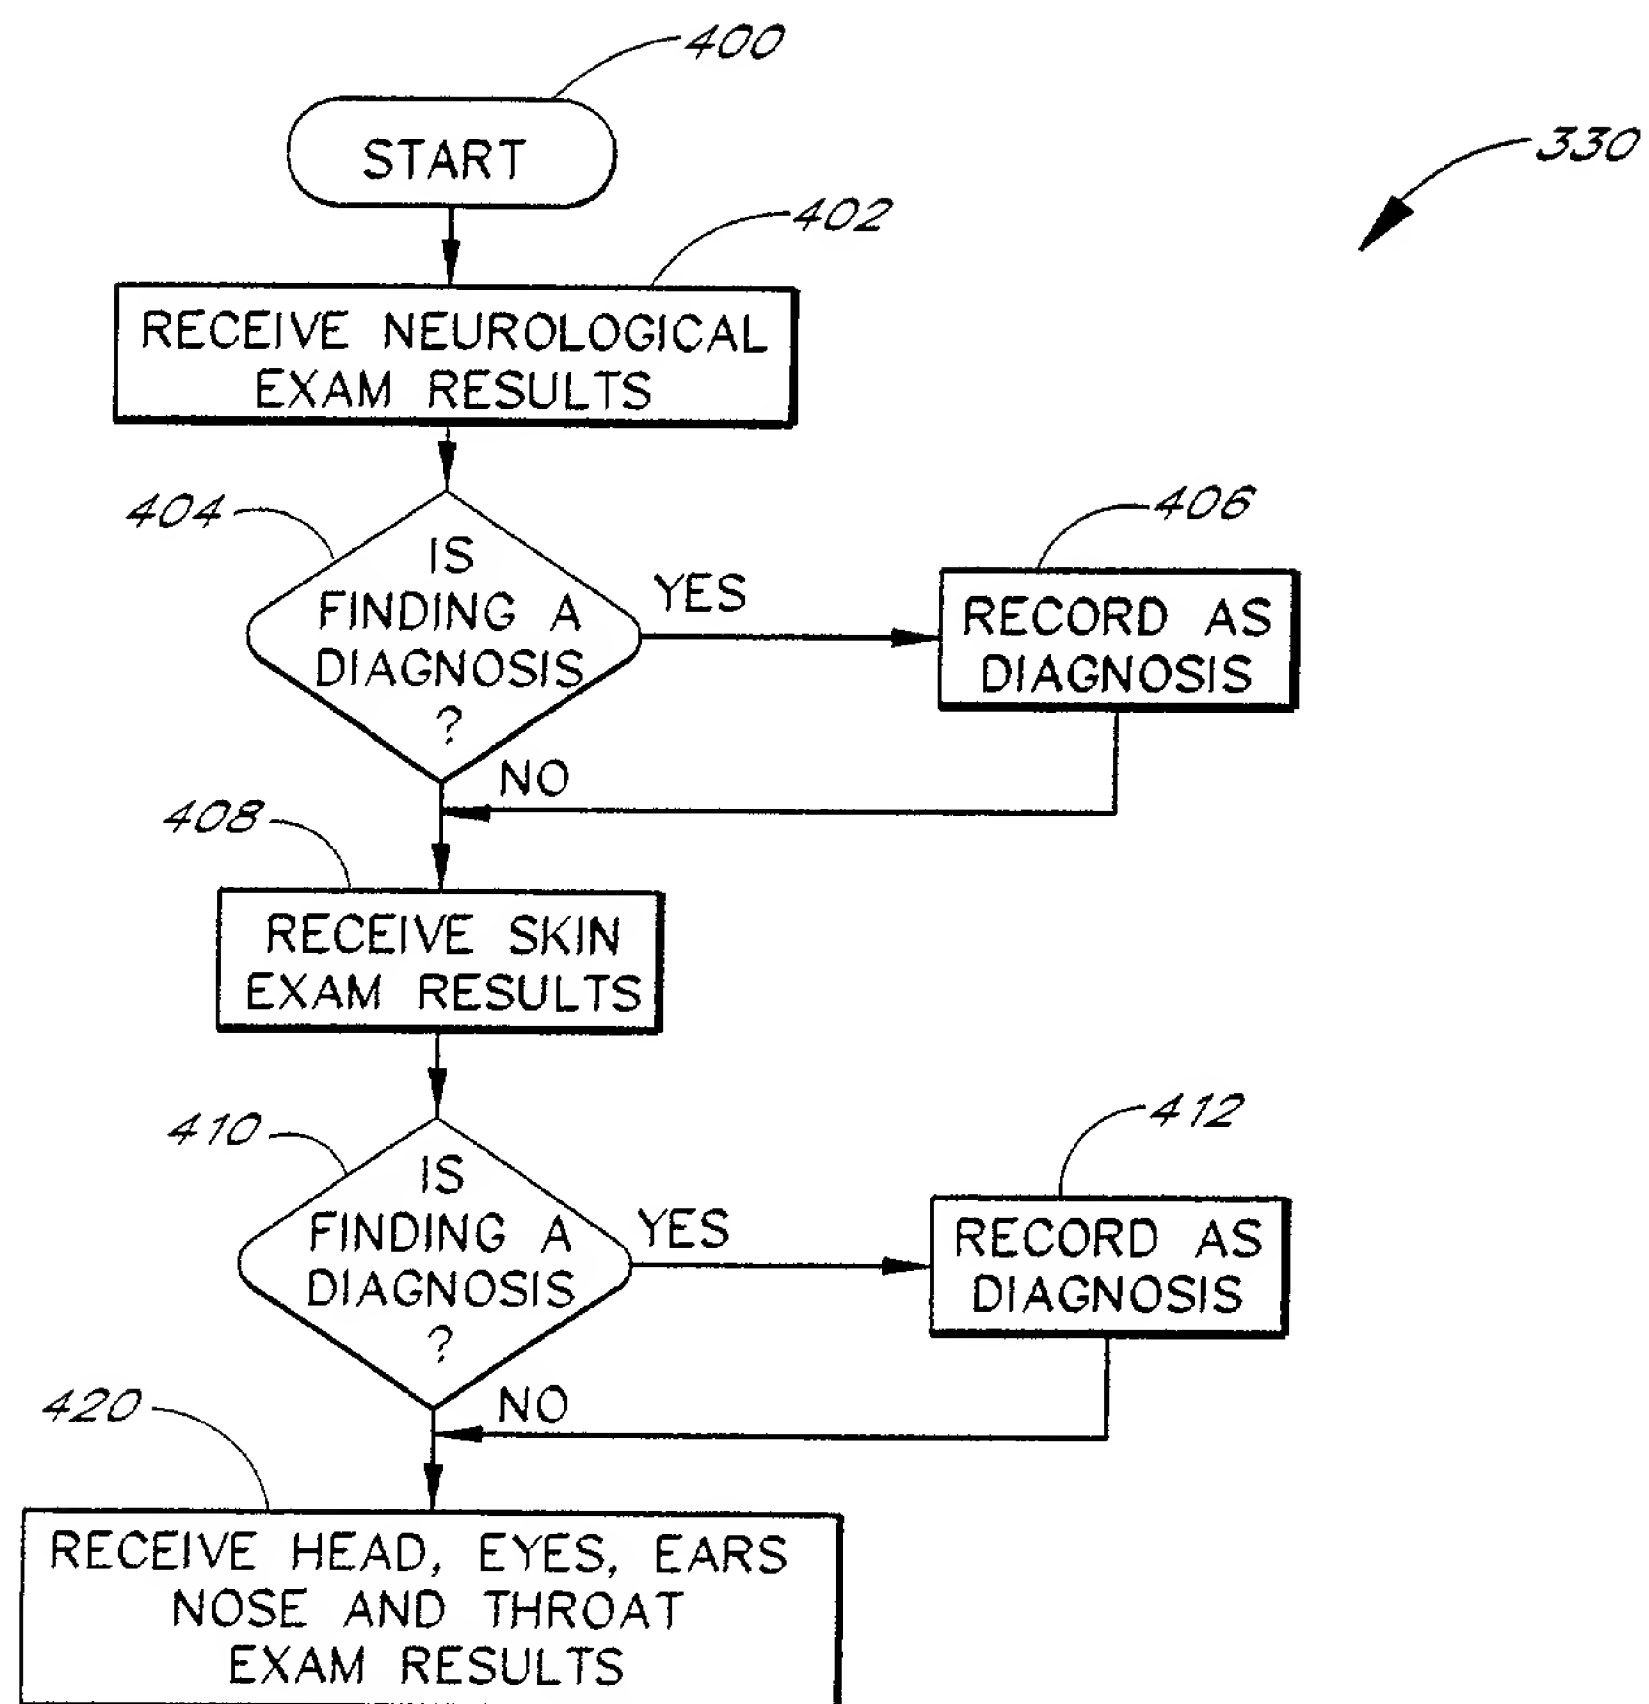 400
START
330
402
RECEIVE NEUROLOGICAL
EXAM RESULTS
404
IS
FINDING A
DIAGNOSIS
?
YES
406
RECORD AS
DIAGNOSIS
NO
408
RECEIVE SKIN
EXAM RESULTS
410
IS
FINDING A
DIAGNOSIS
?
YES
412
RECORD AS
DIAGNOSIS
NO
420
RECEIVE HEAD, EYES, EARS
NOSE AND THROAT
EXAM RESULTS